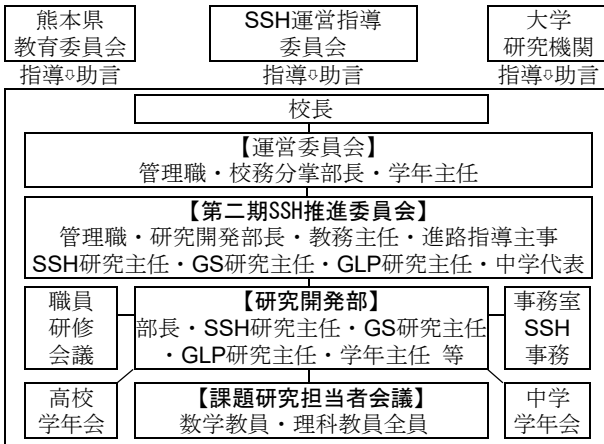 熊本県
教育委員会
SSH運営指導
委員会
大学
研究機関
指導⇩助言
指導⇩助言
指導⇩助言
校長
【運営委員会】
管理職・校務分掌部長・学年主任
【第二期SSH推進委員会】
管理職・研究開発部長・教務主任・進路指導主事
SSH研究主任・GS研究主任・GLP研究主任・中学代表
職員
研修
会議
【研究開発部】
部長・SSH研究主任・GS研究主任
・GLP研究主任・学年主任 等
事務室
SSH
事務
高校
学年会
【課題研究担当者会議】
数学教員・理科教員全員
中学
学年会